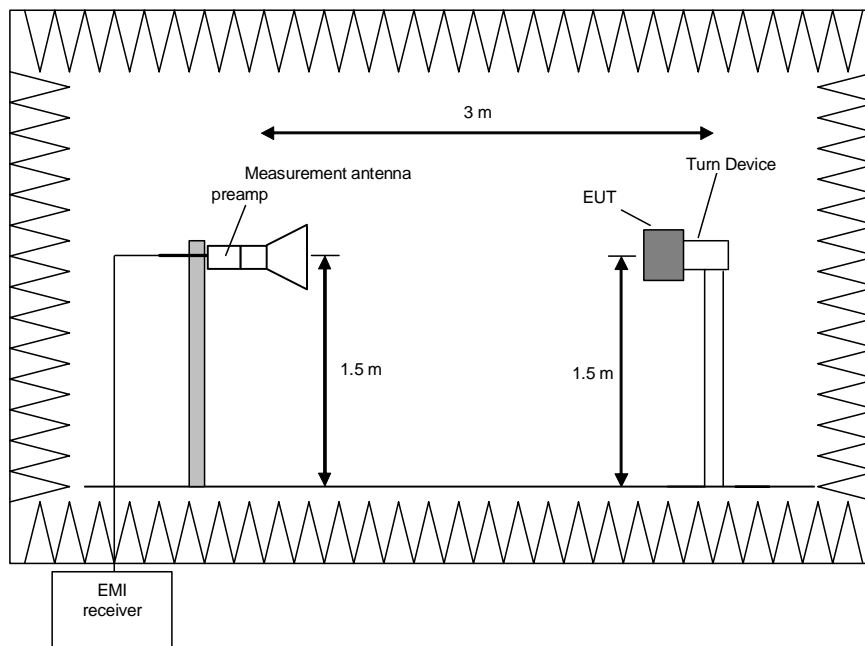 3 m
Measurement antenna
preamp
Turn Device
EUT
1.5 m
1.5 m
EMI
receiver